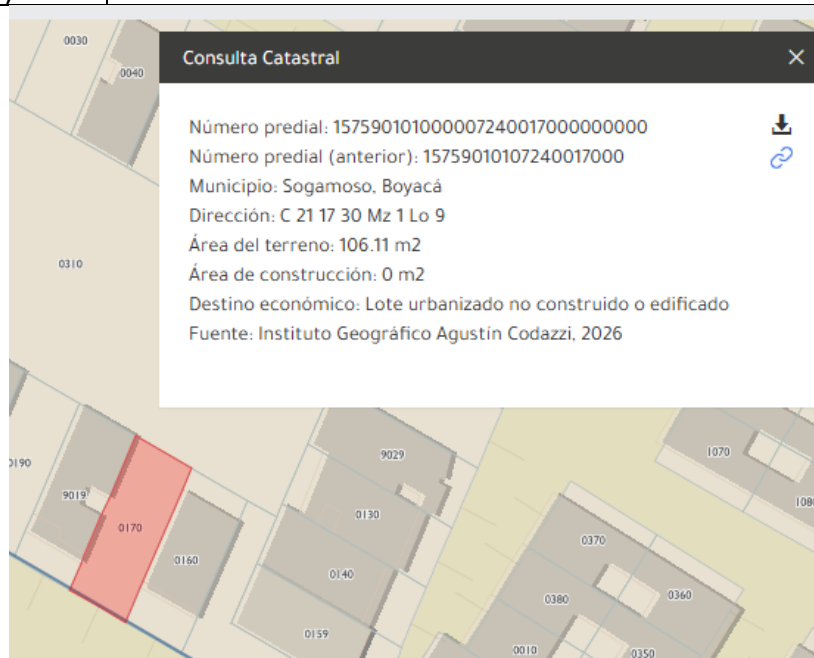 0030
0040
Consulta Catastral
Número predial: 157590101000007240017000000000
Número predial (anterior): 15759010107240017000
Municipio: Sogamoso, Boyacá
Dirección: C 21 17 30 Mz 1 Lo 9
Área del terreno: 106.11 m2
Área de construcción: 0 m2
Destino económico: Lote urbanizado no construido o edificado
Fuente: Instituto Geográfico Agustín Codazzi, 2026
0310
9029
1070
0190
9019
0130
1080
0170
0370
0160
0140
0380
0360
0159
0010
0350